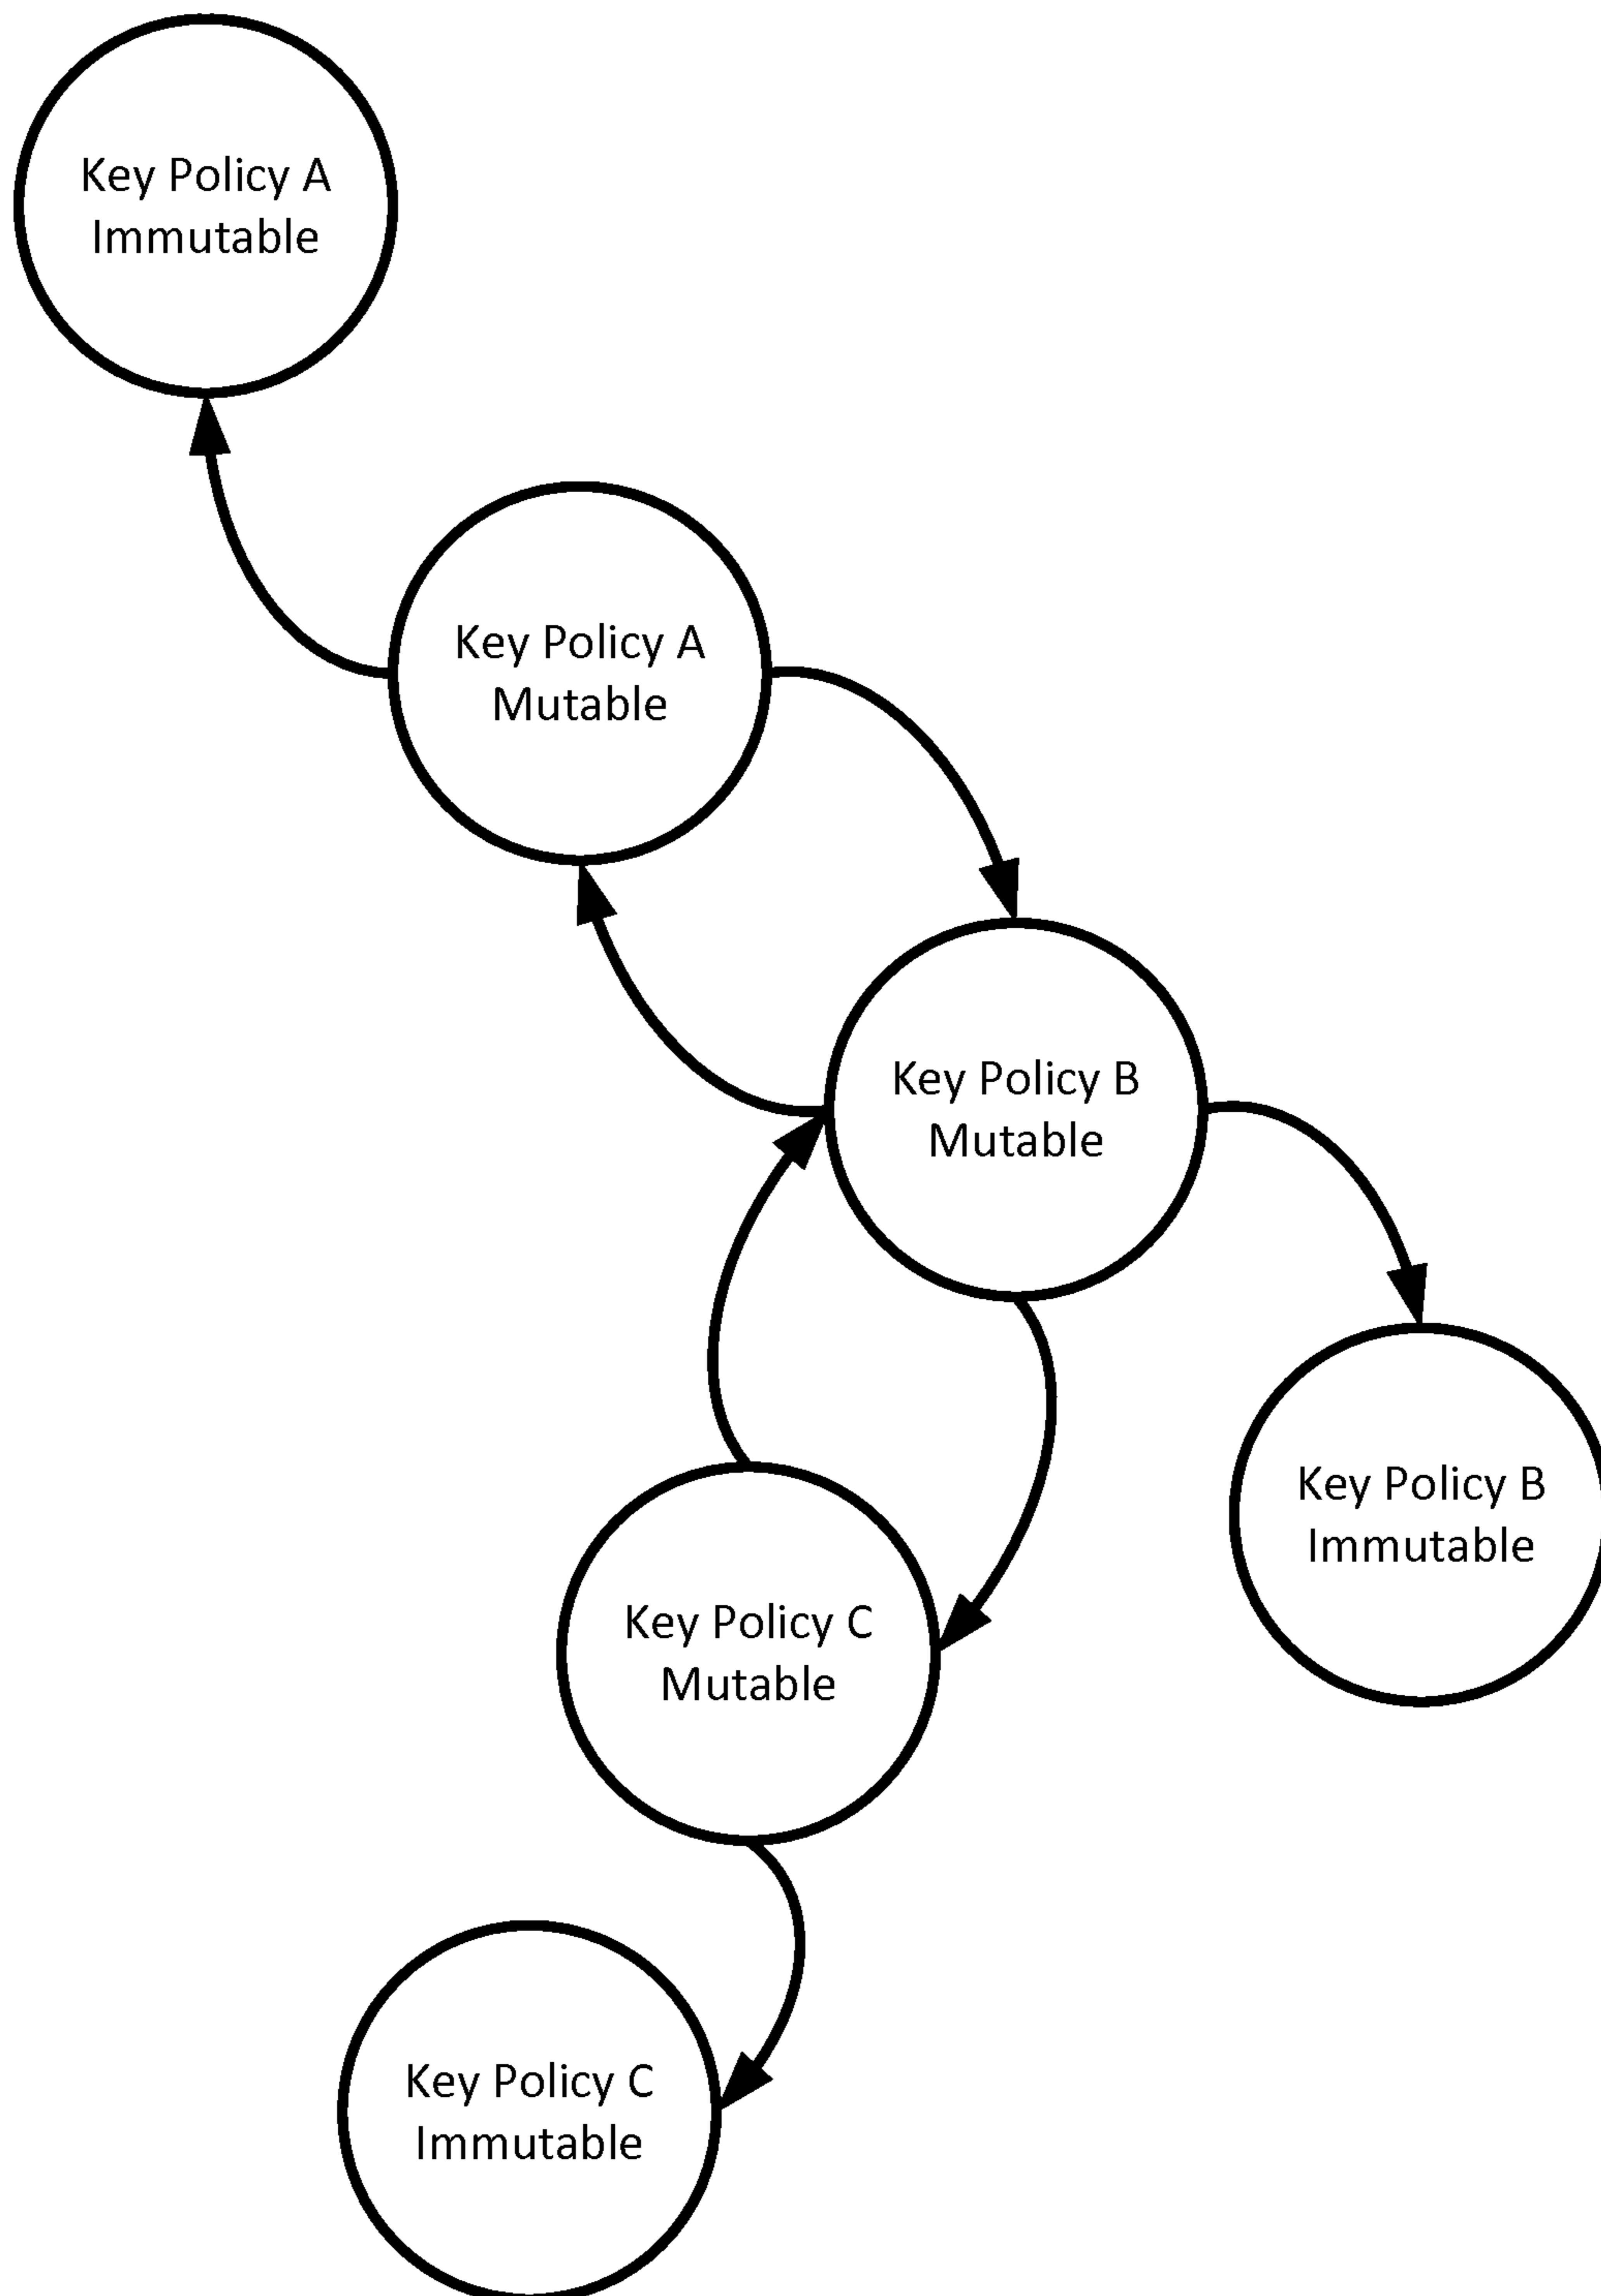 Key Policy A
Immutable
Key Policy A
Mutable
Key Policy B
Mutable
Key Policy B
Immutable
Key Policy C
Mutable
Key Policy C
Immutable